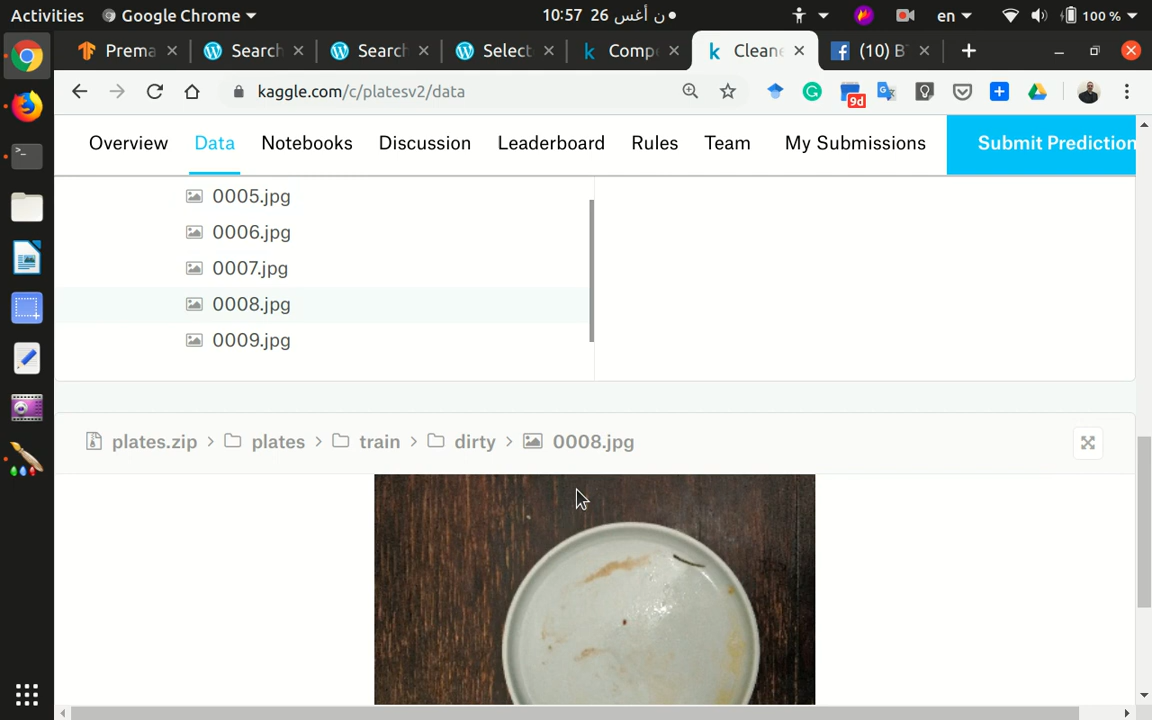 Activities Google Chrome 10:57 26 ن أغس en 100 %
Prema Search Search Select Comp Cleane (10) B
kaggle.com/c/platesv2/data 9d
Overview Data Notebooks Discussion Leaderboard Rules Team My Submissions Submit Prediction
0005.jpg
0006.jpg
0007.jpg
0008.jpg
0009.jpg
plates.zip > plates > train > dirty > 0008.jpg